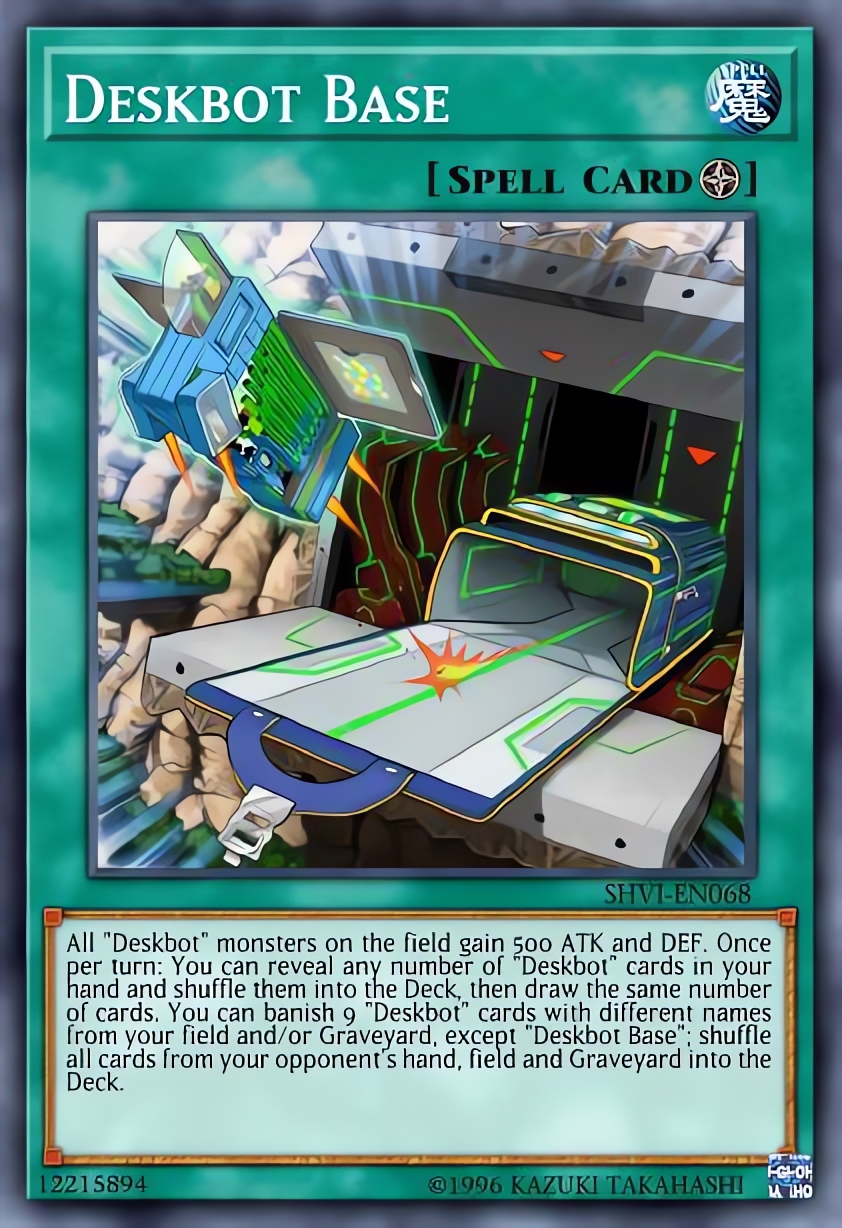 DESKBOT BASE
魔
[SPELL CARD]
SHVI-EN068
All "Deskbot" monsters on the field gain 500 ATK and DEF. Once
per turn: You can reveal any number of "Deskbot" cards in your
hand and shuffle them into the Deck, then draw the same number
of cards. You can banish 9 "Deskbot" cards with different names
from your field and/or Graveyard, except "Deskbot Base"; shuffle
all cards from your opponent's hand, field and Graveyard into the
Deck.
12215894
©1996 KAZUKI TAKAHASHI